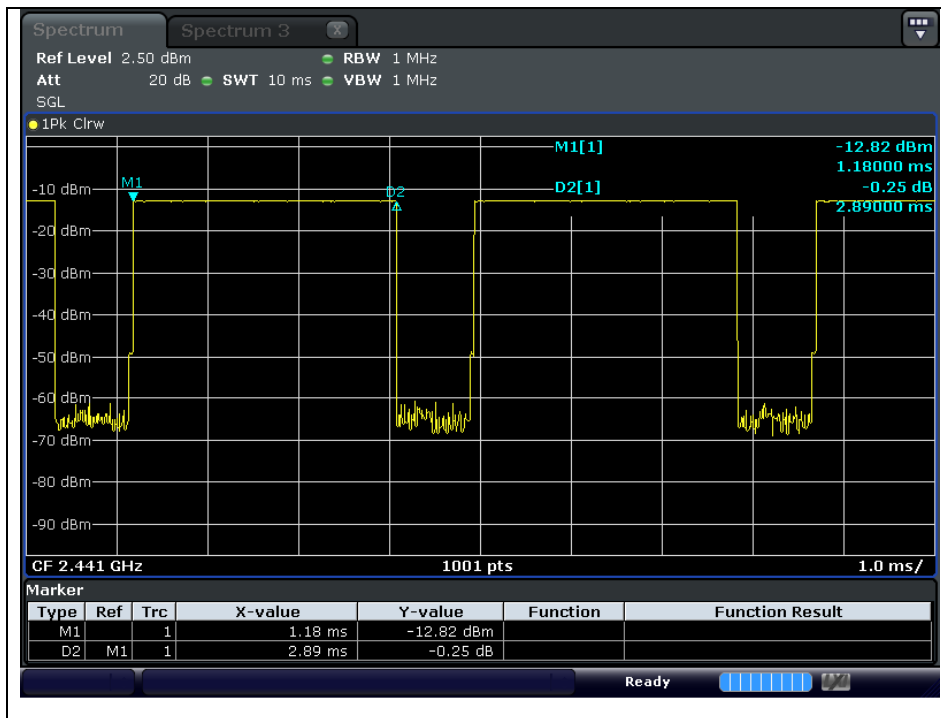 Spectrum Spectrum 3 X
Ref Level 2.50 dBm RBW 1 MHz
Att 20 dB SWT 10 ms VBW 1 MHz
SGL
1Pk Clrw
M1[1] -12.82 dBm
1.18000 ms
D2[1] -0.25 dB
2.89000 ms
M1
D2
-10 dBm
-20 dBm
-30 dBm
-40 dBm
-50 dBm
-60 dBm
-70 dBm
-80 dBm
-90 dBm
CF 2.441 GHz 1001 pts 1.0 ms/
Marker
Type Ref Trc X-value Y-value Function Function Result
M1 1 1.18 ms -12.82 dBm
D2 M1 1 2.89 ms -0.25 dB
Ready